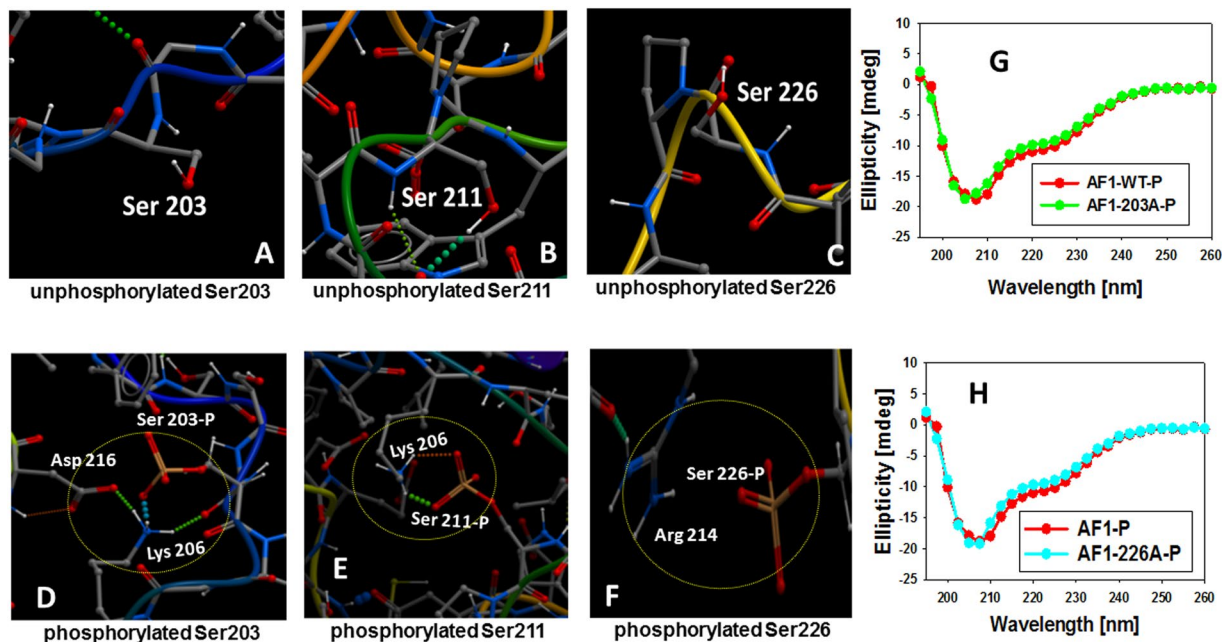 Ser 203
A
unphosphorylated Ser203
Ser 211
B
unphosphorylated Ser211
Ser 226
C
unphosphorylated Ser226
G
Ellipticity [mdeg]
10
5
0
-5
-10
-15
-20
-25
AF1-WT-P
AF1-203A-P
200 210 220 230 240 250 260
Wavelength [nm]
Ser 203-P
Asp 216
Lys 206
D
phosphorylated Ser203
Lys 206
Ser 211-P
E
phosphorylated Ser211
Ser 226-P
Arg 214
F
phosphorylated Ser226
H
Ellipticity [mdeg]
10
5
0
-5
-10
-15
-20
-25
AF1-P
AF1-226A-P
200 210 220 230 240 250 260
Wavelength [nm]